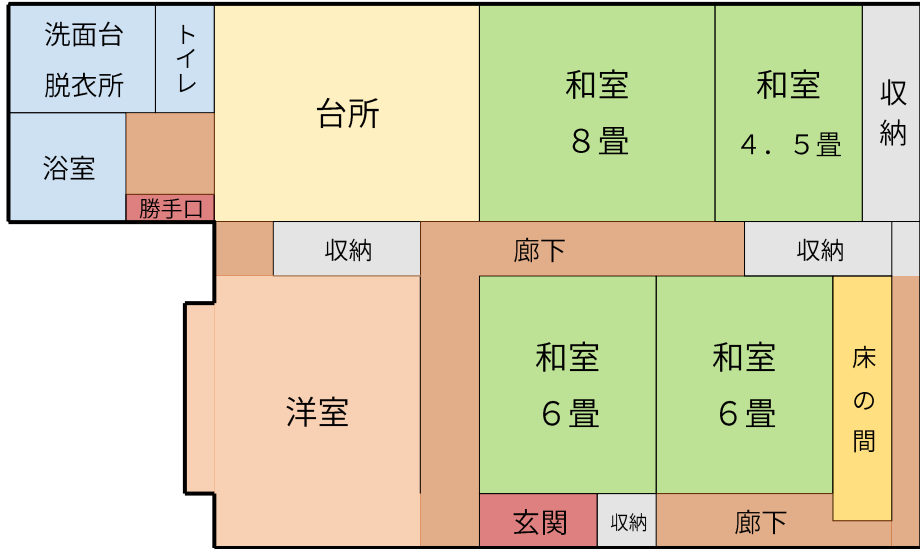 洗面台
脱衣所
トイレ
浴室
勝手口
台所
和室
８畳
和室
４．５畳
収納
収納
廊下
収納
洋室
和室
６畳
和室
６畳
床の間
玄関
収納
廊下